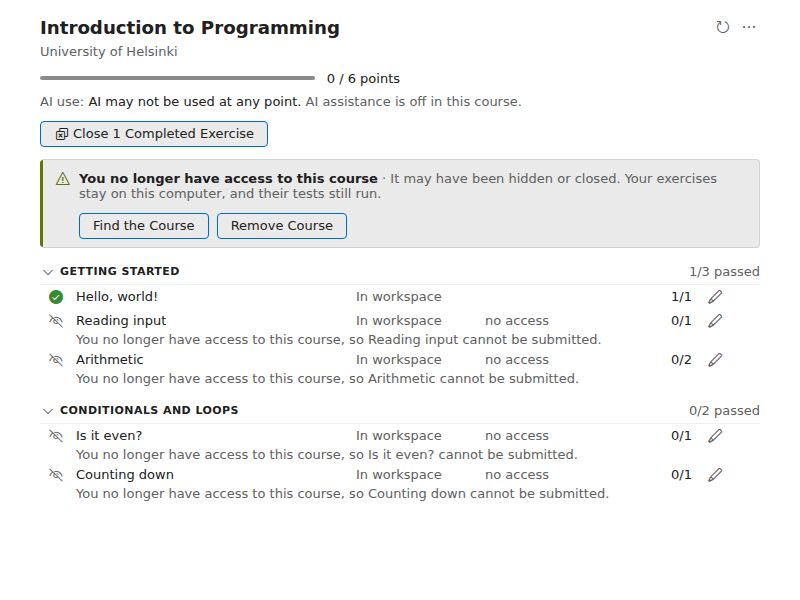 Introduction to Programming
University of Helsinki
0 / 6 points
AI use: AI may not be used at any point. AI assistance is off in this course.
Close 1 Completed Exercise
You no longer have access to this course · It may have been hidden or closed. Your exercises
stay on this computer, and their tests still run.
Find the Course Remove Course
GETTING STARTED 1/3 passed
Hello, world! In workspace 1/1
Reading input In workspace no access 0/1
You no longer have access to this course, so Reading input cannot be submitted.
Arithmetic In workspace no access 0/2
You no longer have access to this course, so Arithmetic cannot be submitted.
CONDITIONALS AND LOOPS 0/2 passed
Is it even? In workspace no access 0/1
You no longer have access to this course, so Is it even? cannot be submitted.
Counting down In workspace no access 0/1
You no longer have access to this course, so Counting down cannot be submitted.